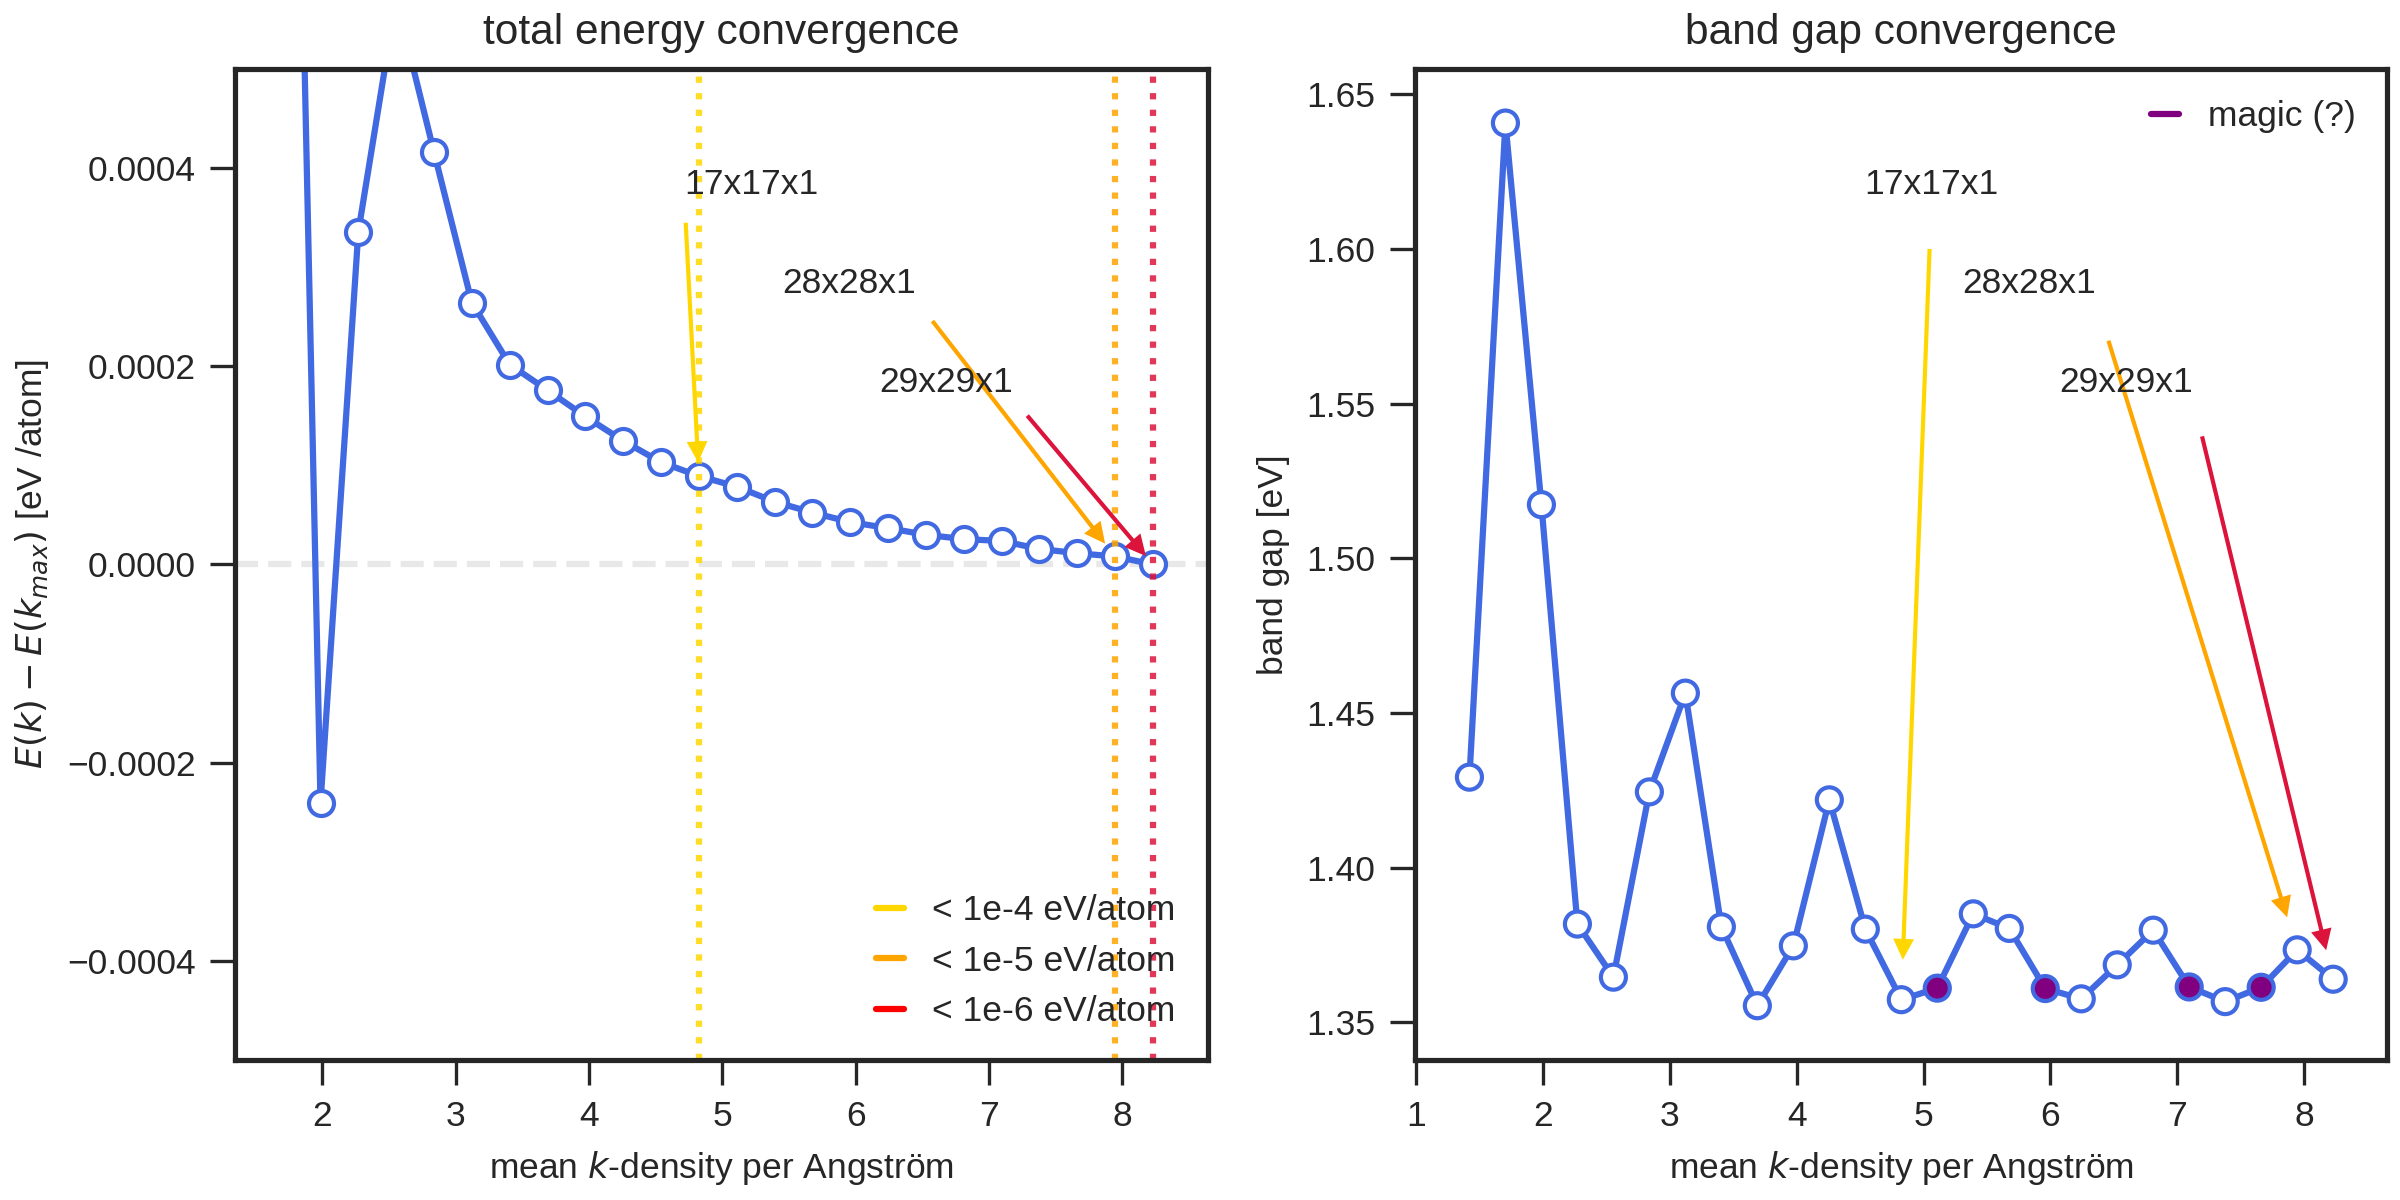 total energy convergence
0.0004
0.0002
0.0000
−0.0002
−0.0004
E(k) − E(kmax) [eV /atom]
17x17x1
28x28x1
29x29x1
< 1e-4 eV/atom
< 1e-5 eV/atom
< 1e-6 eV/atom
2 3 4 5 6 7 8
mean k-density per Angström
band gap convergence
1.65
1.60
1.55
1.50
1.45
1.40
1.35
band gap [eV]
magic (?)
17x17x1
28x28x1
29x29x1
1 2 3 4 5 6 7 8
mean k-density per Angström